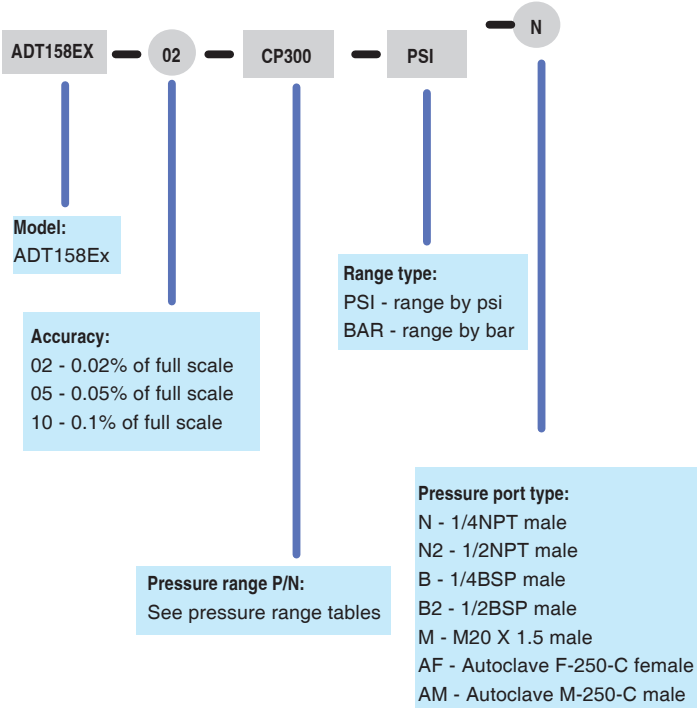 ADT158EX
02
CP300
PSI
N
Model:
ADT158Ex
Accuracy:
02 - 0.02% of full scale
05 - 0.05% of full scale
10 - 0.1% of full scale
Pressure range P/N:
See pressure range tables
Range type:
PSI - range by psi
BAR - range by bar
Pressure port type:
N - 1/4NPT male
N2 - 1/2NPT male
B - 1/4BSP male
B2 - 1/2BSP male
M - M20 X 1.5 male
AF - Autoclave F-250-C female
AM - Autoclave M-250-C male